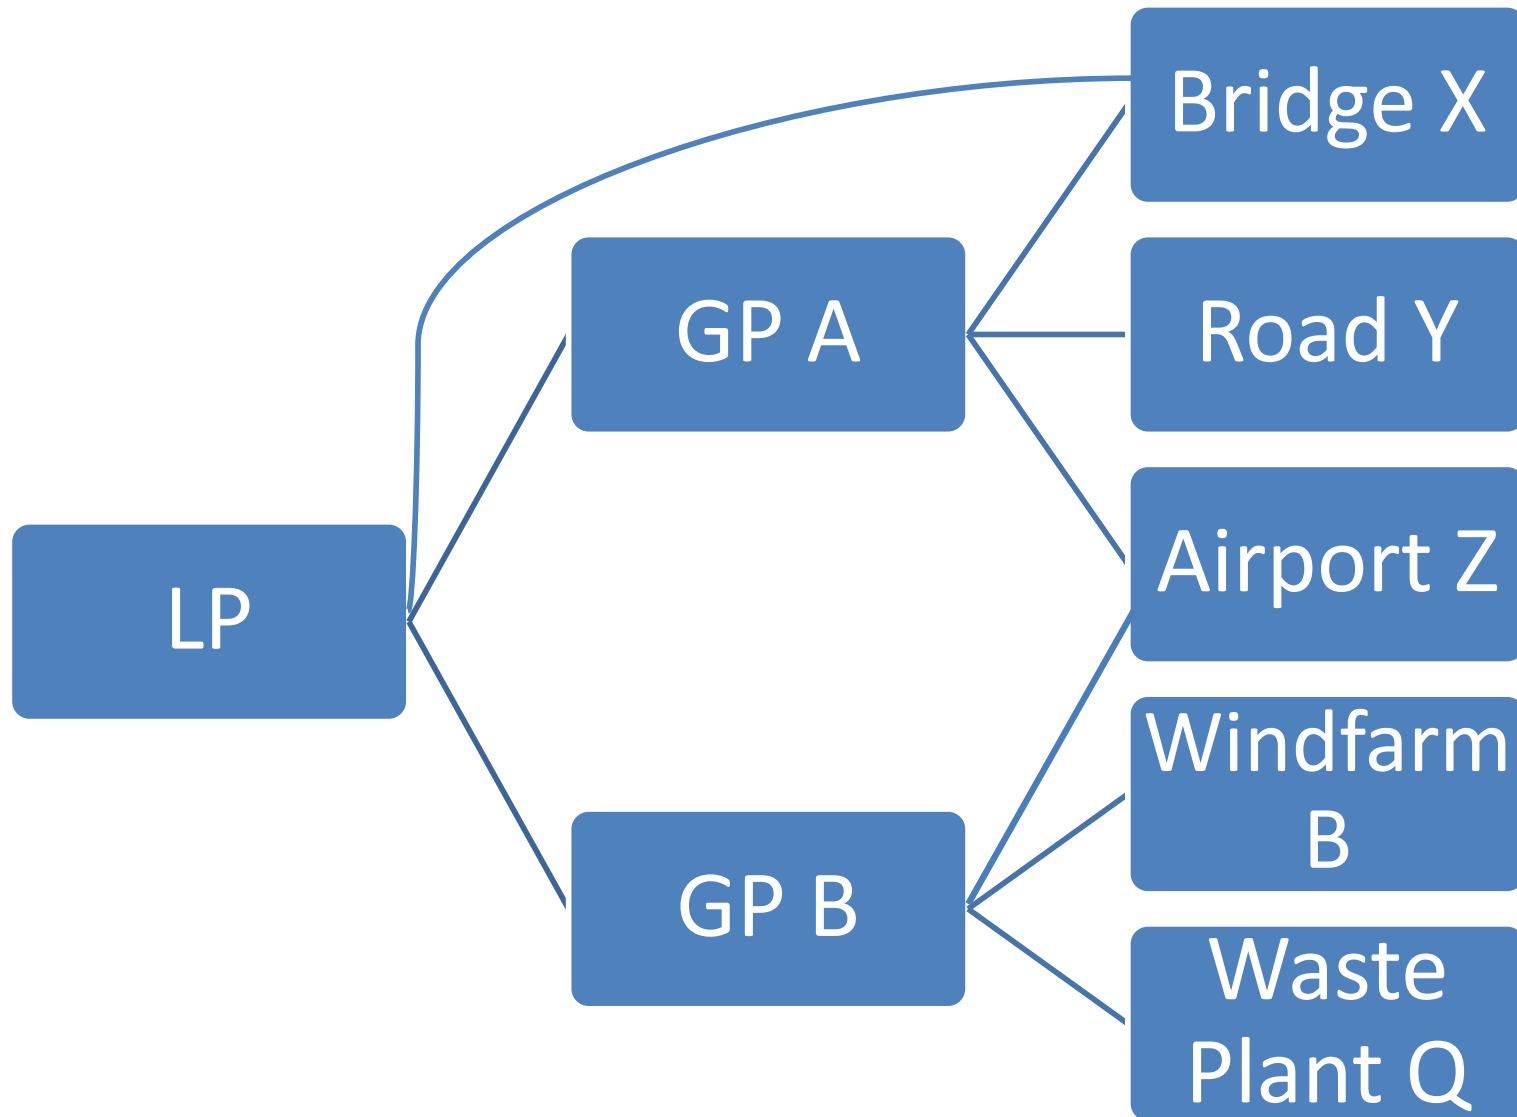 Bridge X
GP A
Road Y
Airport Z
LP
Windfarm
B
GP B
Waste
Plant Q